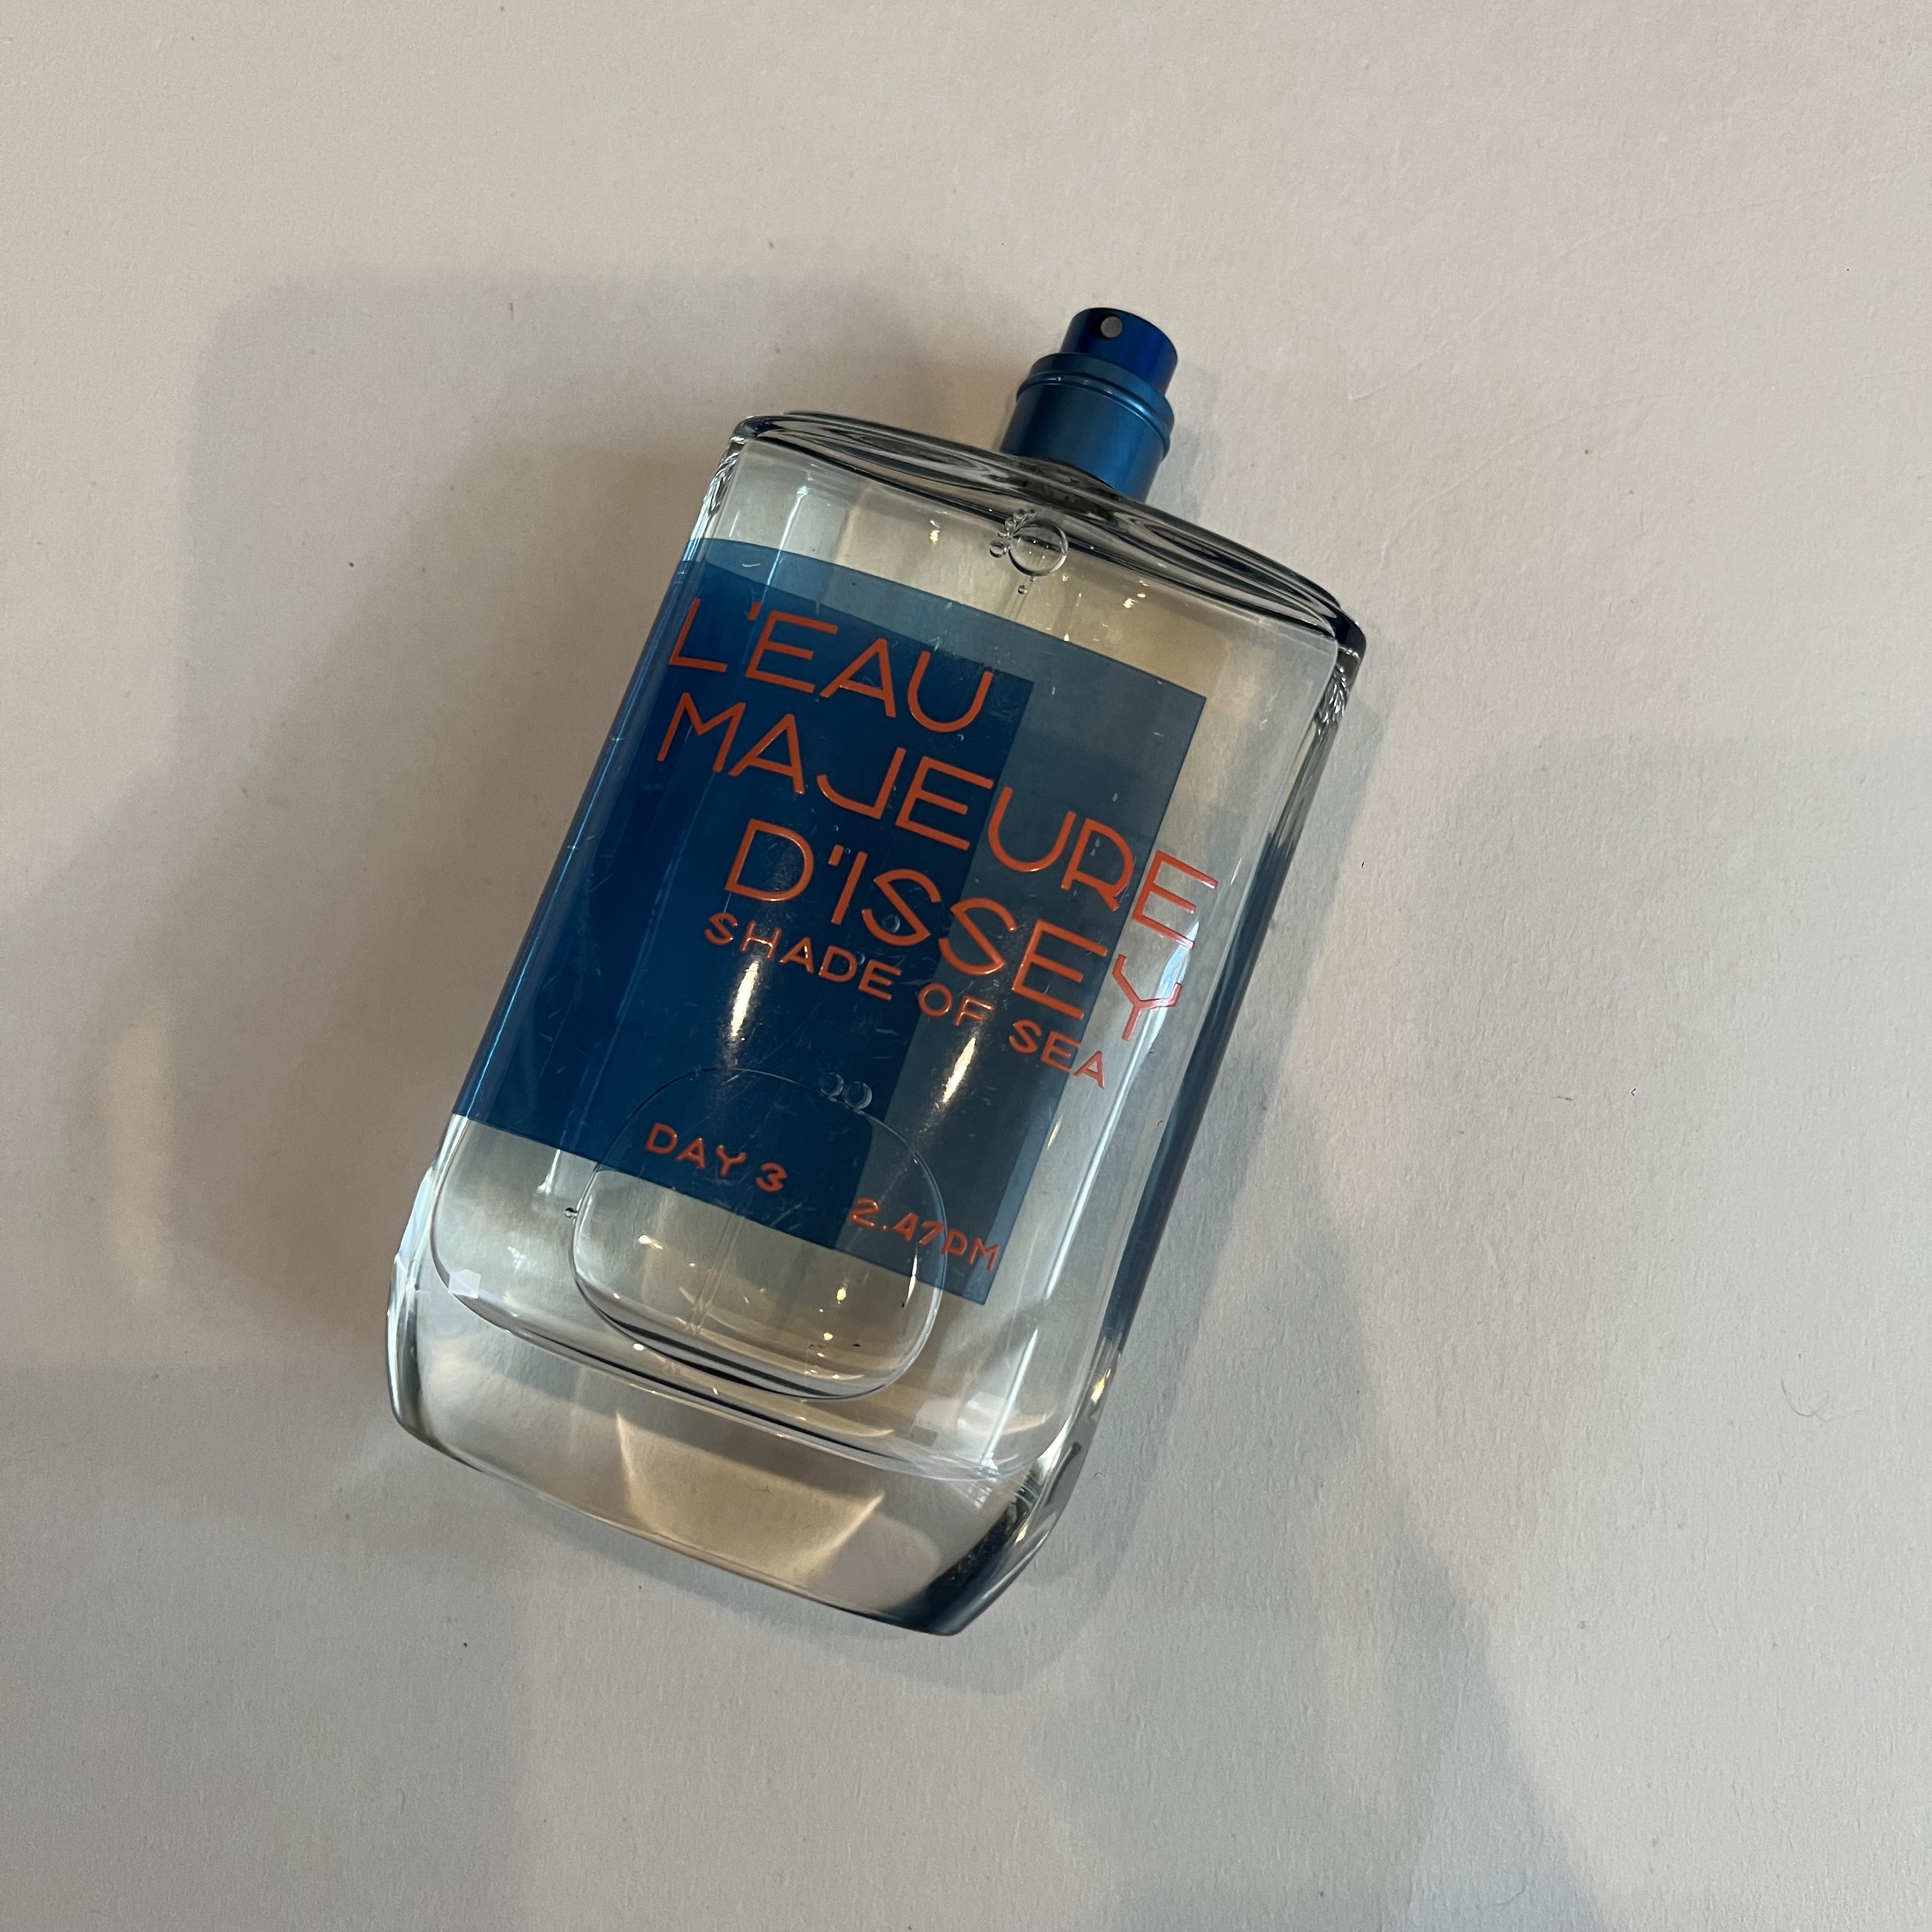 L'EAU
MAJEURE
D'ISSEY
SHADE OF SEA
DAY 3 2.47PM